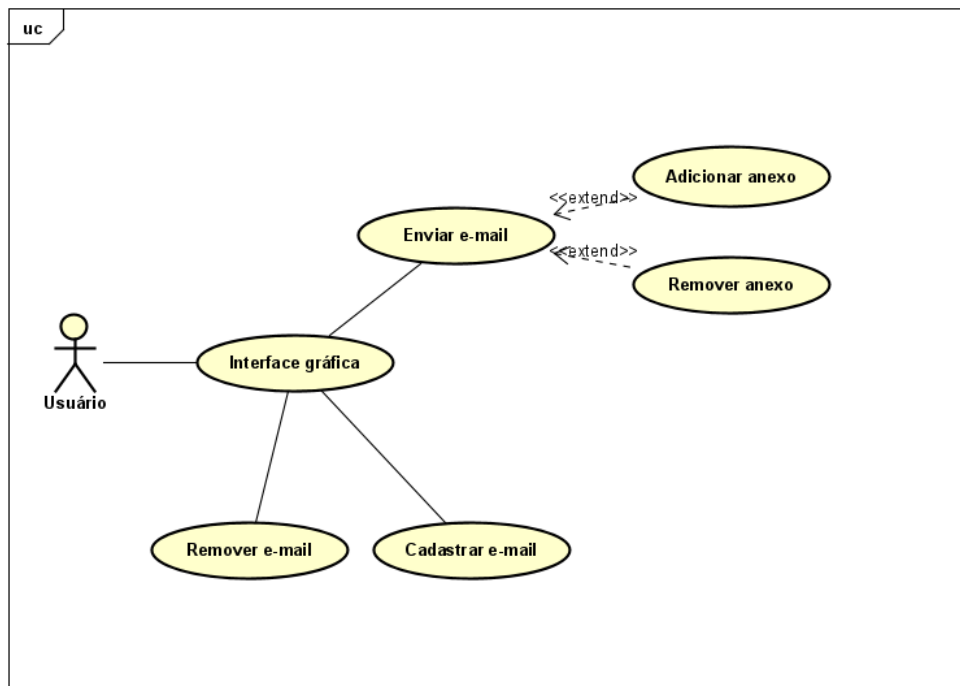 uc
Adicionar anexo
<<extend>>
Enviar e-mail
<<extend>>
Remover anexo
Interface gráfica
Usuário
Remover e-mail
Cadastrar e-mail